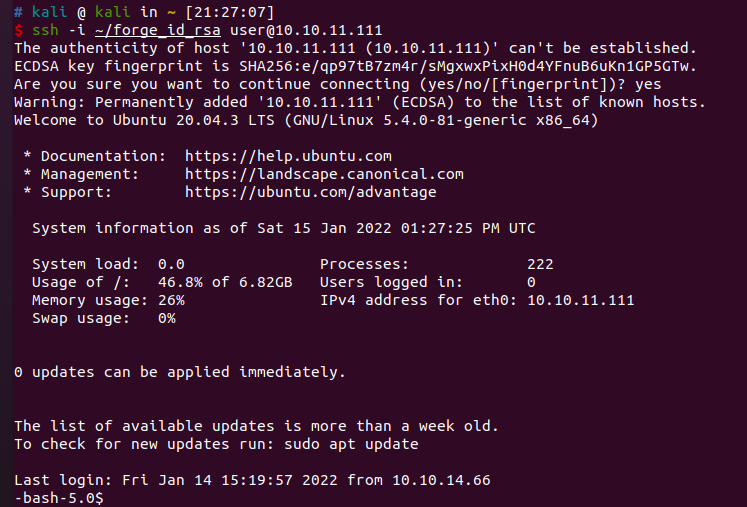 # kali @ kali in ~ [21:27:07]
$ ssh -i ~/forge_id_rsa user@10.10.11.111
The authenticity of host '10.10.11.111 (10.10.11.111)' can't be established.
ECDSA key fingerprint is SHA256:e/qp97tB7zm4r/sMgxwxPixH0d4YFnuB6uKn1GP5GTw.
Are you sure you want to continue connecting (yes/no/[fingerprint])? yes
Warning: Permanently added '10.10.11.111' (ECDSA) to the list of known hosts.
Welcome to Ubuntu 20.04.3 LTS (GNU/Linux 5.4.0-81-generic x86_64)

 * Documentation:  https://help.ubuntu.com
 * Management:     https://landscape.canonical.com
 * Support:        https://ubuntu.com/advantage

  System information as of Sat 15 Jan 2022 01:27:25 PM UTC

  System load:  0.0               Processes:             222
  Usage of /:   46.8% of 6.82GB   Users logged in:       0
  Memory usage: 26%               IPv4 address for eth0: 10.10.11.111
  Swap usage:   0%

0 updates can be applied immediately.

The list of available updates is more than a week old.
To check for new updates run: sudo apt update

Last login: Fri Jan 14 15:19:57 2022 from 10.10.14.66
-bash-5.0$